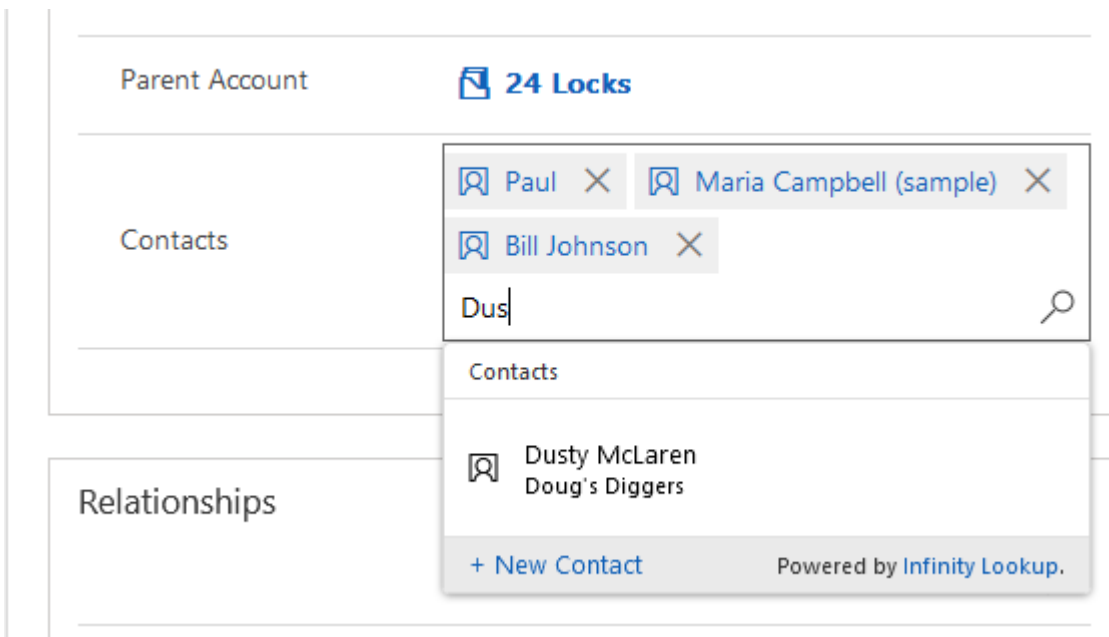 Parent Account 24 Locks
Paul Maria Campbell (sample)
Contacts Bill Johnson
Dus
Contacts
Dusty McLaren
Doug's Diggers
Relationships
+ New Contact Powered by Infinity Lookup.